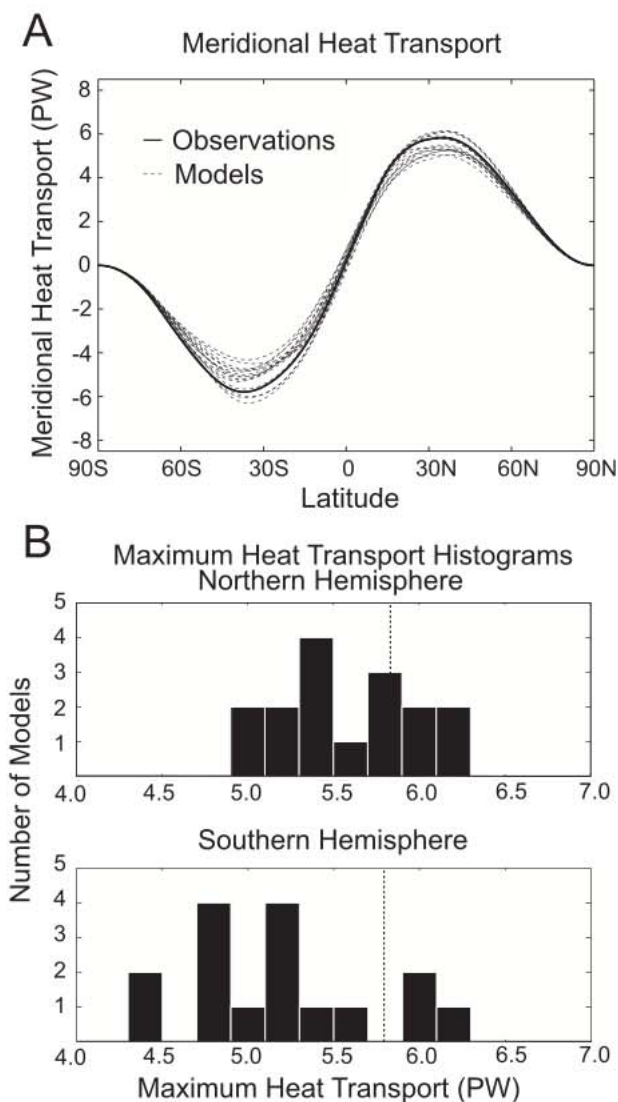 A
Meridional Heat Transport
Meridional Heat Transport (PW)
8
6
4
2
0
-2
-4
-6
-8
Observations
Models
90S 60S 30S 0 30N 60N 90N
Latitude
B
Maximum Heat Transport Histograms
Northern Hemisphere
Number of Models
5
4
3
2
1
4.0 4.5 5.0 5.5 6.0 6.5 7.0
Southern Hemisphere
5
4
3
2
1
4.0 4.5 5.0 5.5 6.0 6.5 7.0
Maximum Heat Transport (PW)